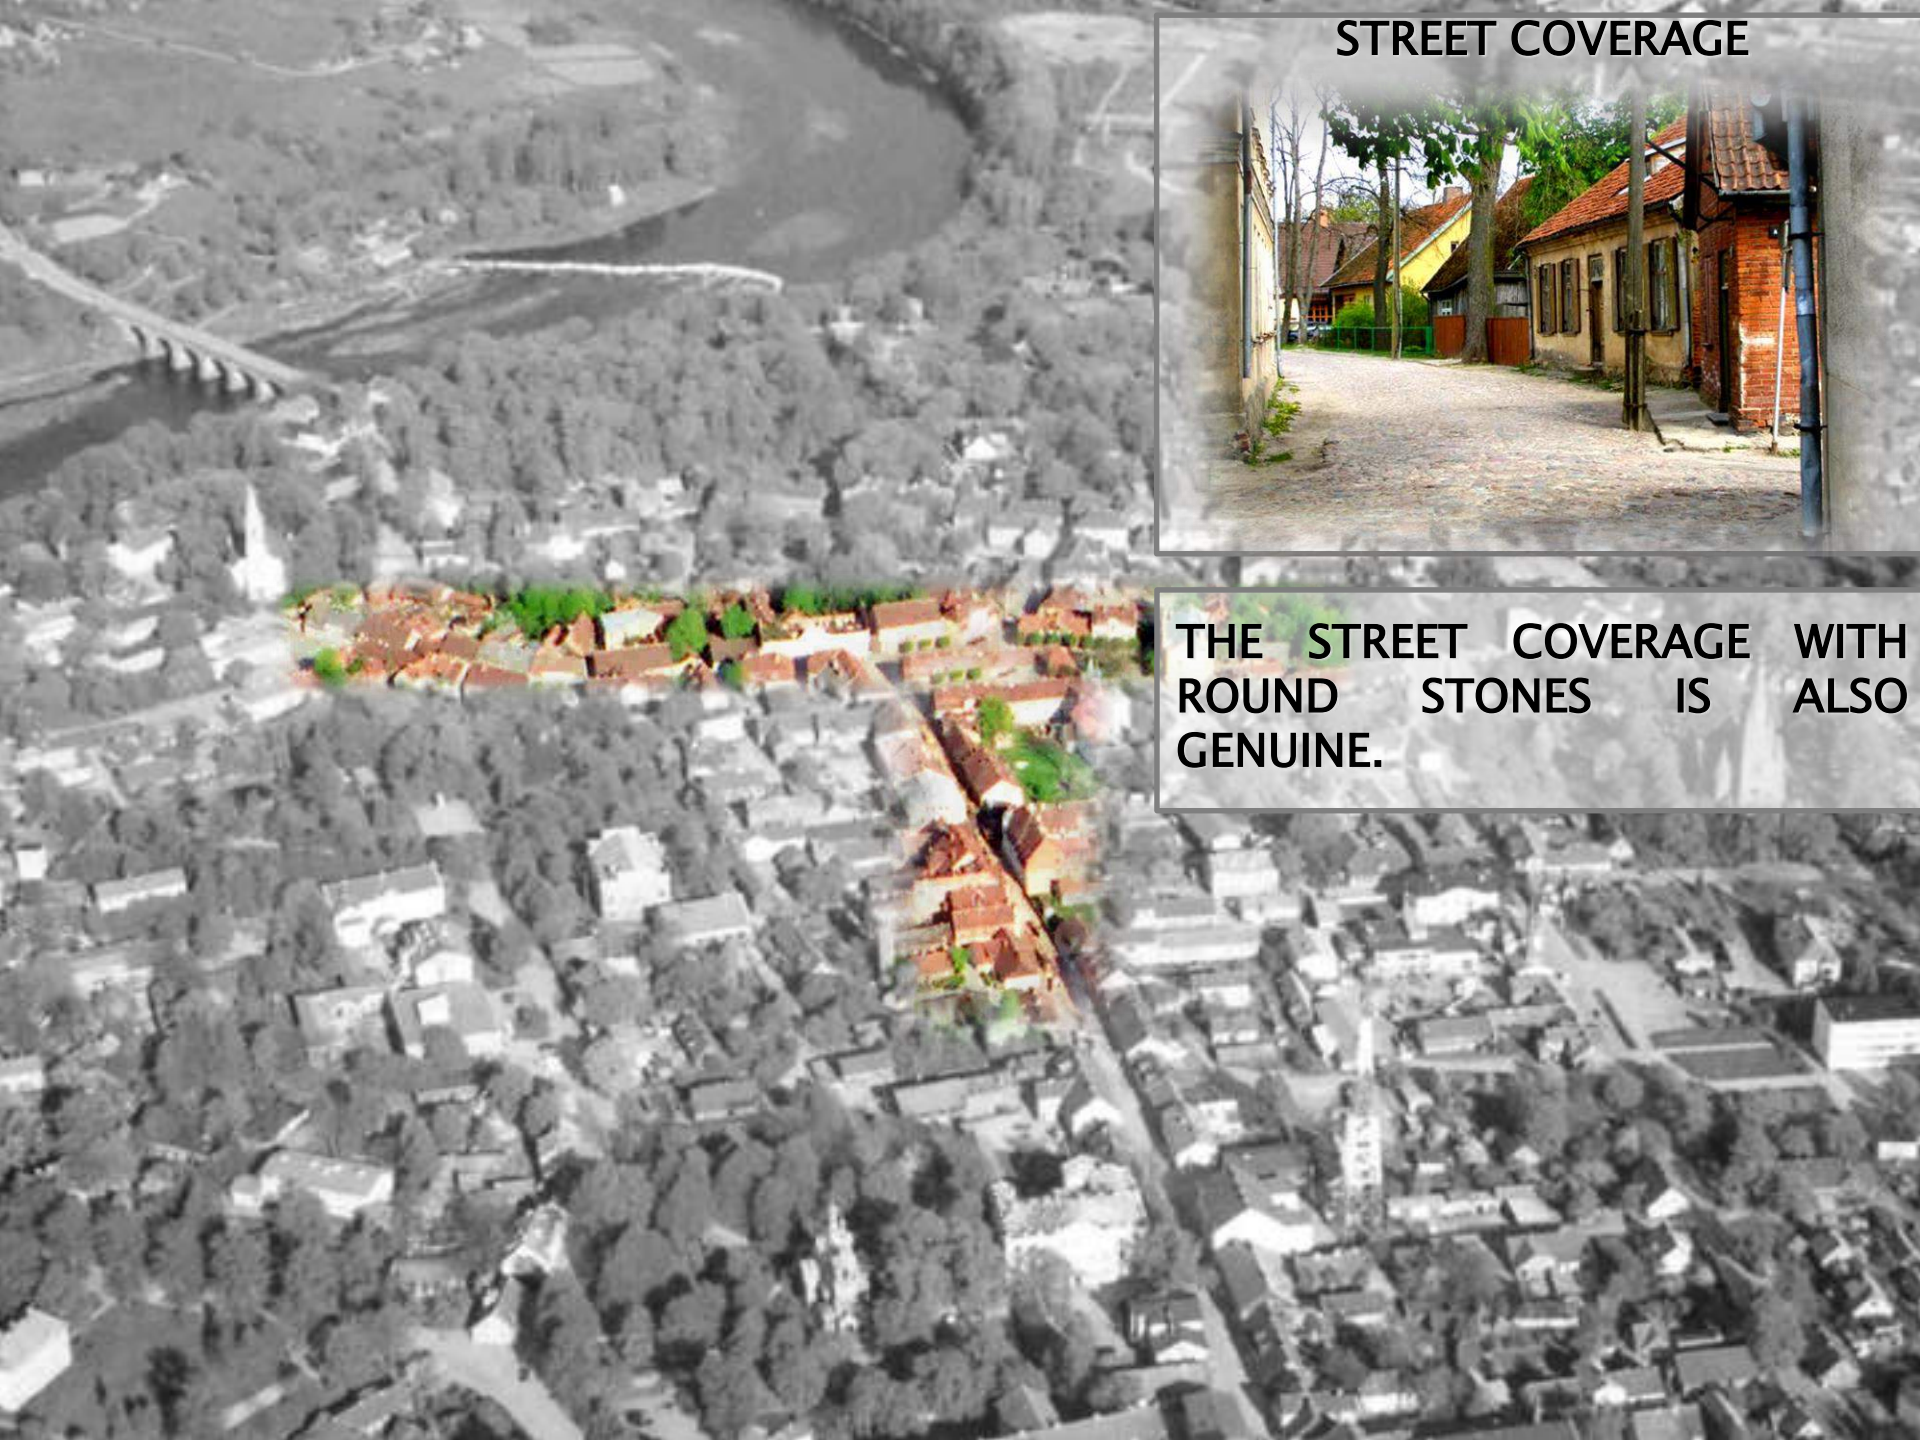 STREET COVERAGE
THE STREET COVERAGE WITH
ROUND STONES IS ALSO
GENUINE.